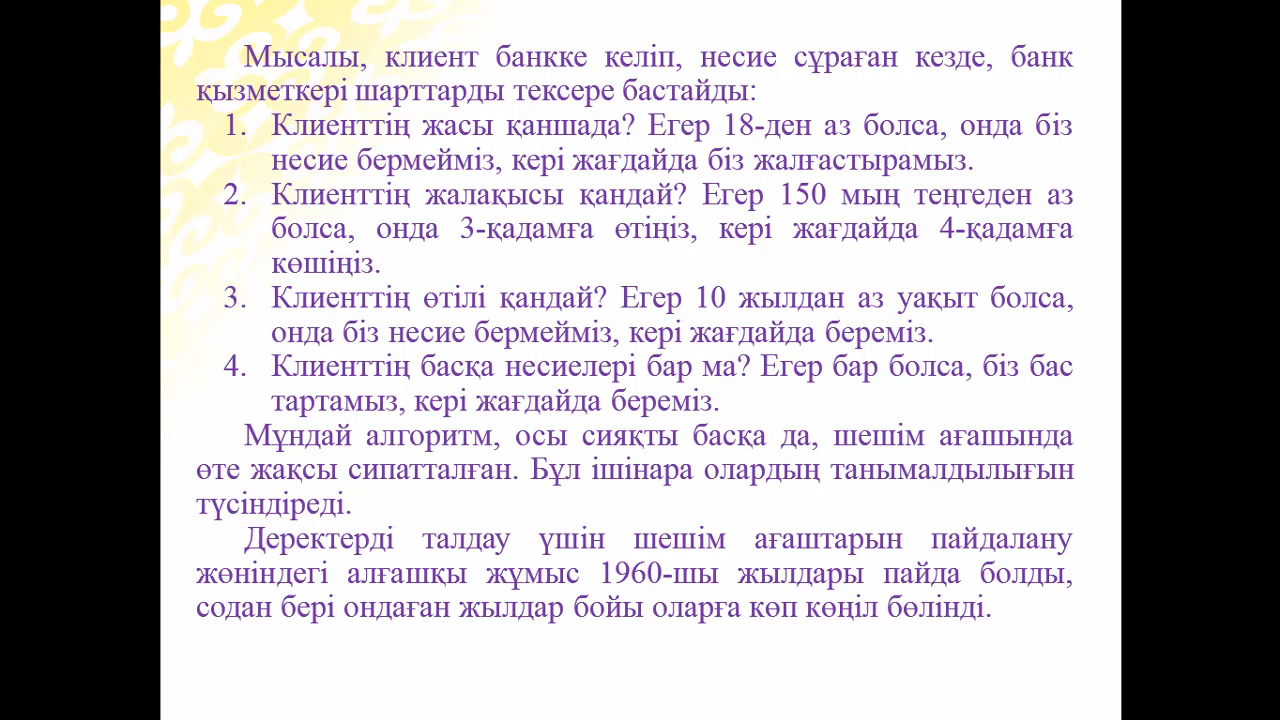 Мысалы, клиент банкке келіп, несие сұраған кезде, банк
қызметкері шарттарды тексере бастайды:
1. Клиенттің жасы қаншада? Егер 18-ден аз болса, онда біз
несие бермейміз, кері жағдайда біз жалғастырамыз.
2. Клиенттің жалақысы қандай? Егер 150 мың теңгеден аз
болса, онда 3-қадамға өтіңіз, кері жағдайда 4-қадамға
көшіңіз.
3. Клиенттің өтілі қандай? Егер 10 жылдан аз уақыт болса,
онда біз несие бермейміз, кері жағдайда береміз.
4. Клиенттің басқа несиелері бар ма? Егер бар болса, біз бас
тартамыз, кері жағдайда береміз.
Мұндай алгоритм, осы сияқты басқа да, шешім ағашында
өте жақсы сипатталған. Бұл ішінара олардың танымалдылығын
түсіндіреді.
Деректерді талдау үшін шешім ағаштарын пайдалану
жөніндегі алғашқы жұмыс 1960-шы жылдары пайда болды,
содан бері ондаған жылдар бойы оларға көп көңіл бөлінді.